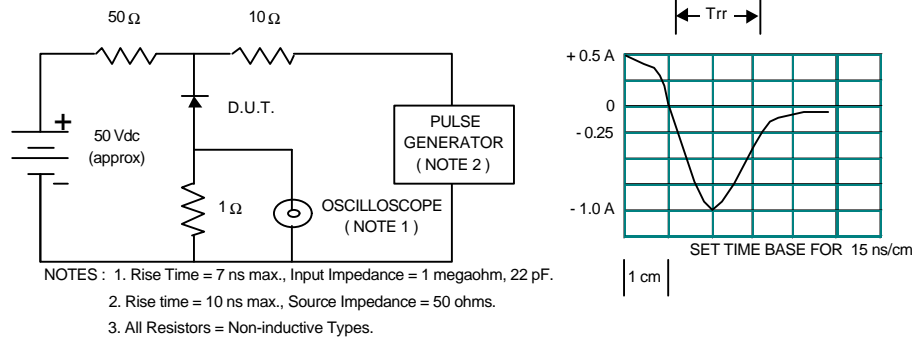 50 Ω
10 Ω
Trr
+
50 Vdc
(approx)
−
D.U.T.
1 Ω
OSCILLOSCOPE
( NOTE 1 )
PULSE
GENERATOR
( NOTE 2 )
+ 0.5 A
0
- 0.25
- 1.0 A
SET TIME BASE FOR 15 ns/cm
1 cm
NOTES : 1. Rise Time = 7 ns max., Input Impedance = 1 megaohm, 22 pF.
2. Rise time = 10 ns max., Source Impedance = 50 ohms.
3. All Resistors = Non-inductive Types.